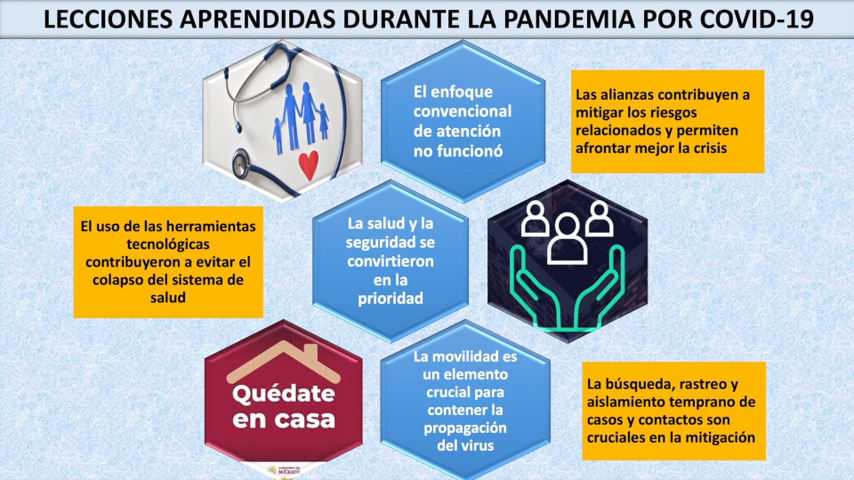 LECCIONES APRENDIDAS DURANTE LA PANDEMIA POR COVID-19
El enfoque
convencional
de atención
no funcionó
Las alianzas contribuyen a
mitigar los riesgos
relacionados y permiten
afrontar mejor la crisis
El uso de las herramientas
tecnológicas
contribuyeron a evitar el
colapso del sistema de
salud
La salud y la
seguridad se
convirtieron
en la
prioridad
Quédate
en casa
GOBIERNO DE
MÉXICO
La movilidad es
un elemento
crucial para
contener la
propagación
del virus
La búsqueda, rastreo y
aislamiento temprano de
casos y contactos son
cruciales en la mitigación